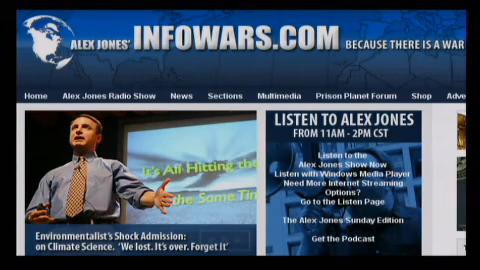 ALEX JONES' INFOWARS.COM BECAUSE THERE IS A WAR
Home Alex Jones Radio Show News Sections Multimedia Prison Planet Forum Shop Adve
It's All Hitting the
the Same Tim
LISTEN TO ALEX JONES
FROM 11AM - 2PM CST
Listen to the
Alex Jones Show Now
Listen with Windows Media Player
Need More Internet Streaming
Options?
Go to the Listen Page
The Alex Jones Sunday Edition
Get the Podcast
Environmentalist's Shock Admission:
on Climate Science. 'We lost. It's over. Forget it'